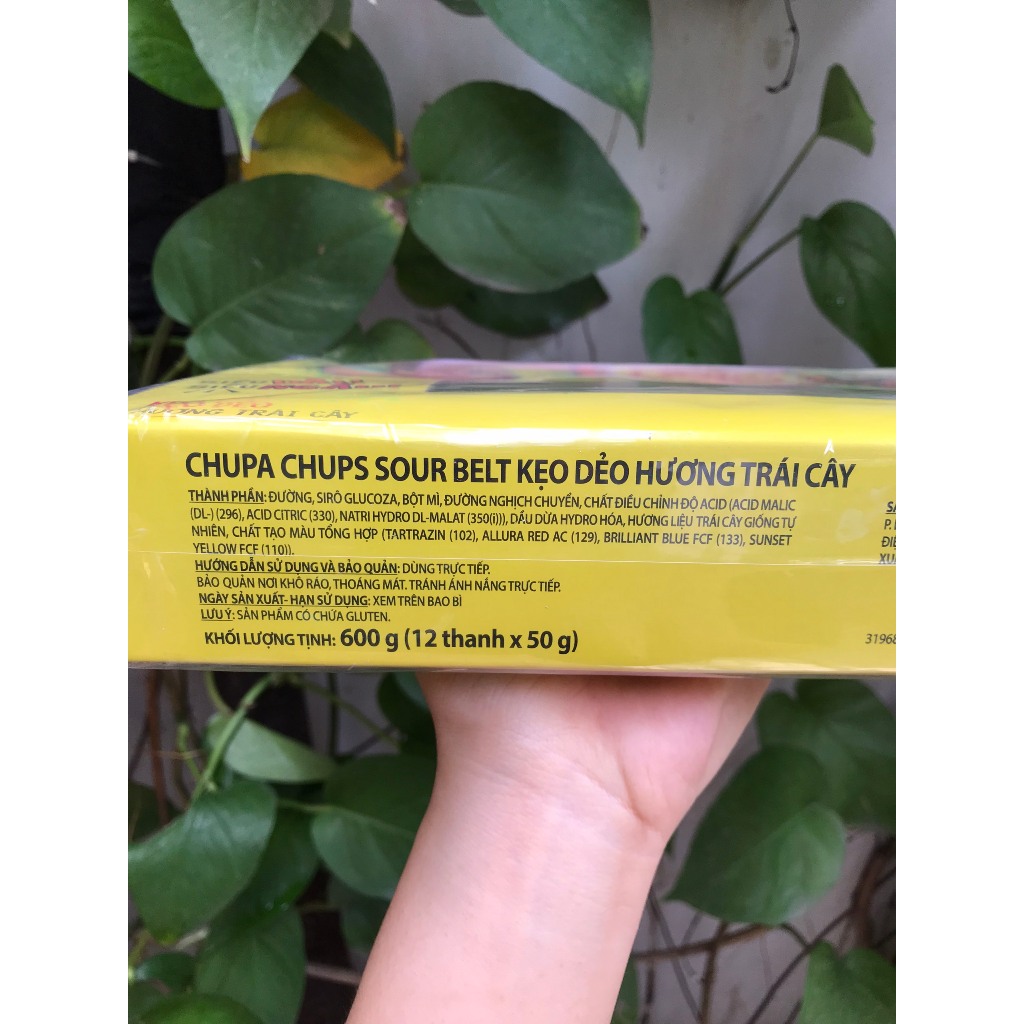 HƯƠNG TRÁI CÂY
CHUPA CHUPS SOUR BELT KẸO DẺO HƯƠNG TRÁI CÂY
THÀNH PHẦN: ĐƯỜNG, SIRÔ GLUCOZA, BỘT MÌ, ĐƯỜNG NGHỊCH CHUYỂN, CHẤT ĐIỀU CHỈNH ĐỘ ACID (ACID MALIC
(DL-) (296), ACID CITRIC (330), NATRI HYDRO DL-MALAT (350(i))), DẦU DỪA HYDRO HÓA, HƯƠNG LIỆU TRÁI CÂY GIỐNG TỰ
NHIÊN, CHẤT TẠO MÀU TỔNG HỢP (TARTRAZIN (102), ALLURA RED AC (129), BRILLIANT BLUE FCF (133), SUNSET
YELLOW FCF (110)).
HƯỚNG DẪN SỬ DỤNG VÀ BẢO QUẢN: DÙNG TRỰC TIẾP.
BẢO QUẢN NƠI KHÔ RÁO, THOÁNG MÁT. TRÁNH ÁNH NẮNG TRỰC TIẾP.
NGÀY SẢN XUẤT- HẠN SỬ DỤNG: XEM TRÊN BAO BÌ
LƯU Ý: SẢN PHẨM CÓ CHỨA GLUTEN.
KHỐI LƯỢNG TỊNH: 600 g (12 thanh x 50 g)
31968